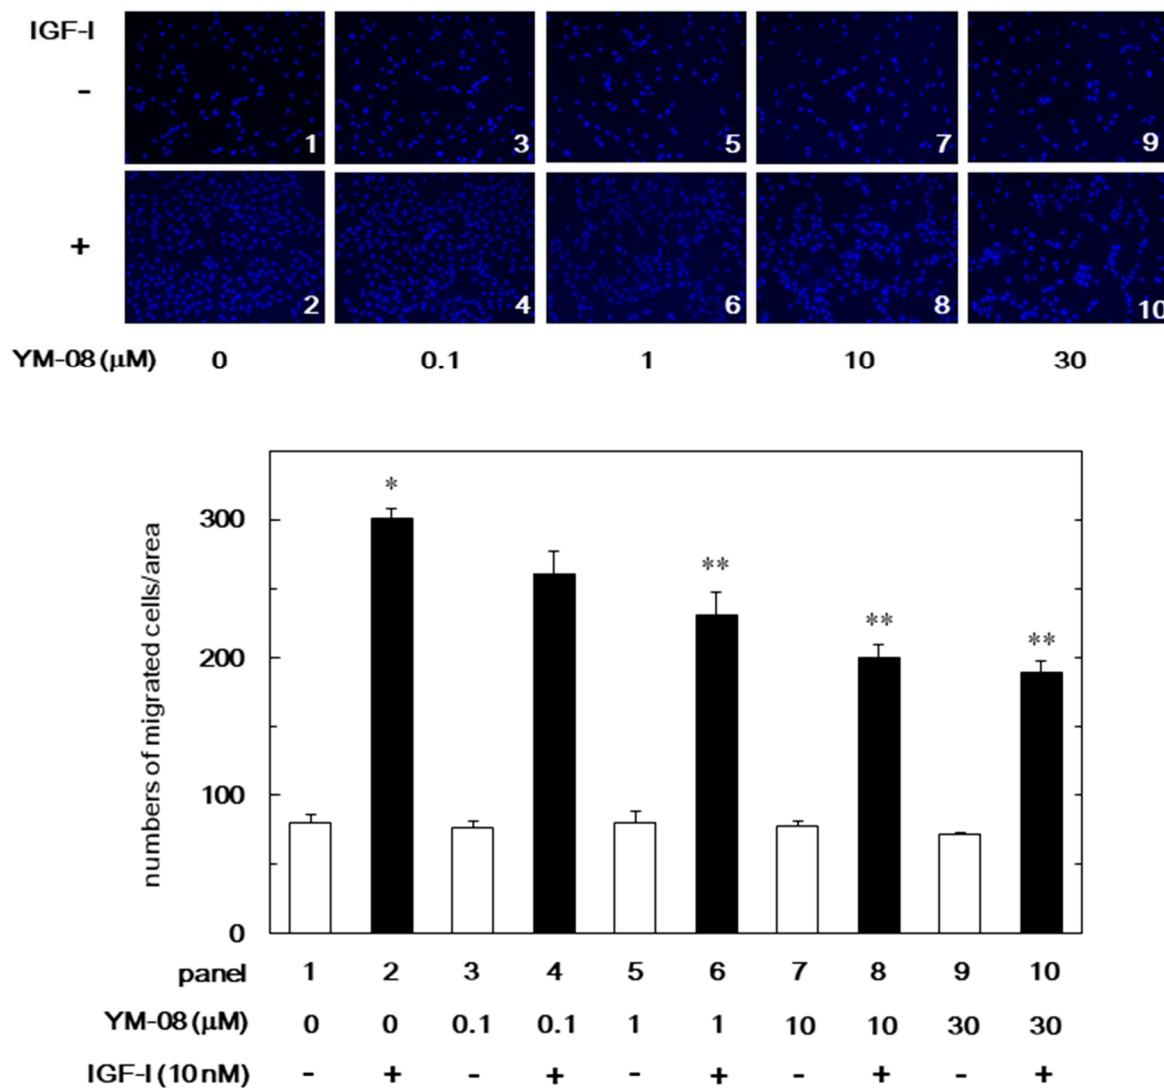 IGF-I
-
1 3 5 7 9
+
2 4 6 8 10
YM-08 (μM) 0 0.1 1 10 30
numbers of migrated cells/area
300
200
100
0
*
**
**
**
panel 1 2 3 4 5 6 7 8 9 10
YM-08 (μM) 0 0 0.1 0.1 1 1 10 10 30 30
IGF-I (10 nM) - + - + - + - + - +